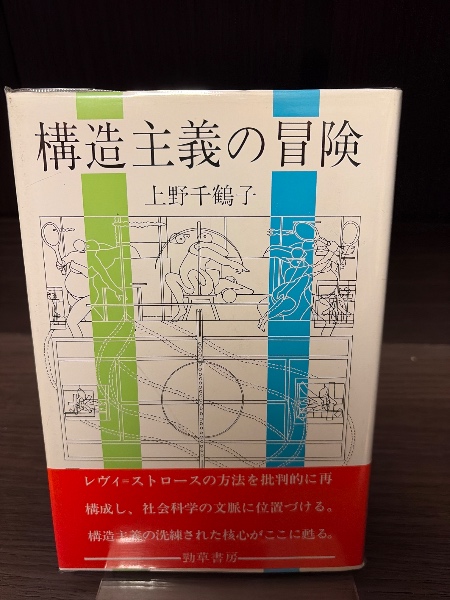 構造主義の冒険
上野千鶴子
レヴィ=ストロースの方法を批判的に再
構成し、社会科学の文脈に位置づける。
構造主義の洗練された核心がここに甦る。
勁草書房